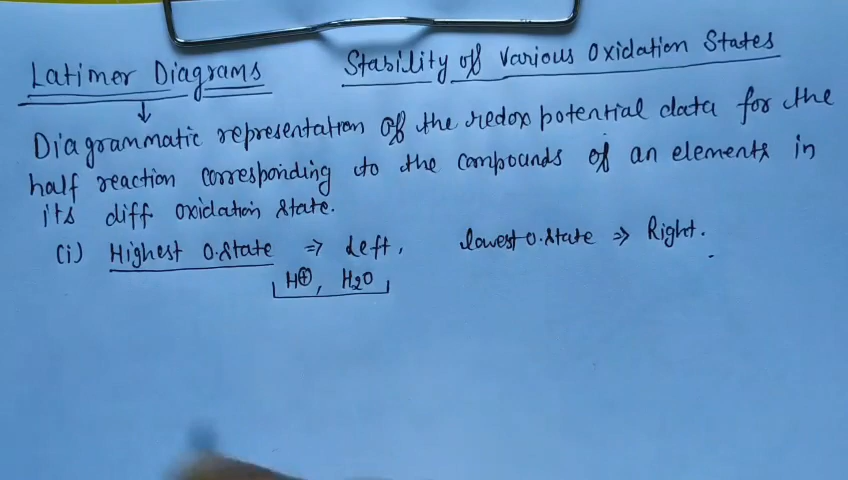 Latimer Diagrams Stability of Various Oxidation States
Diagrammatic representation Of the redox potential data for the
half reaction corresponding to the compounds of an elements in
its diff oxidation state.
(i) Highest O.state ⇒ Left, lowest O.state ⇒ Right.
H⊕, H2O